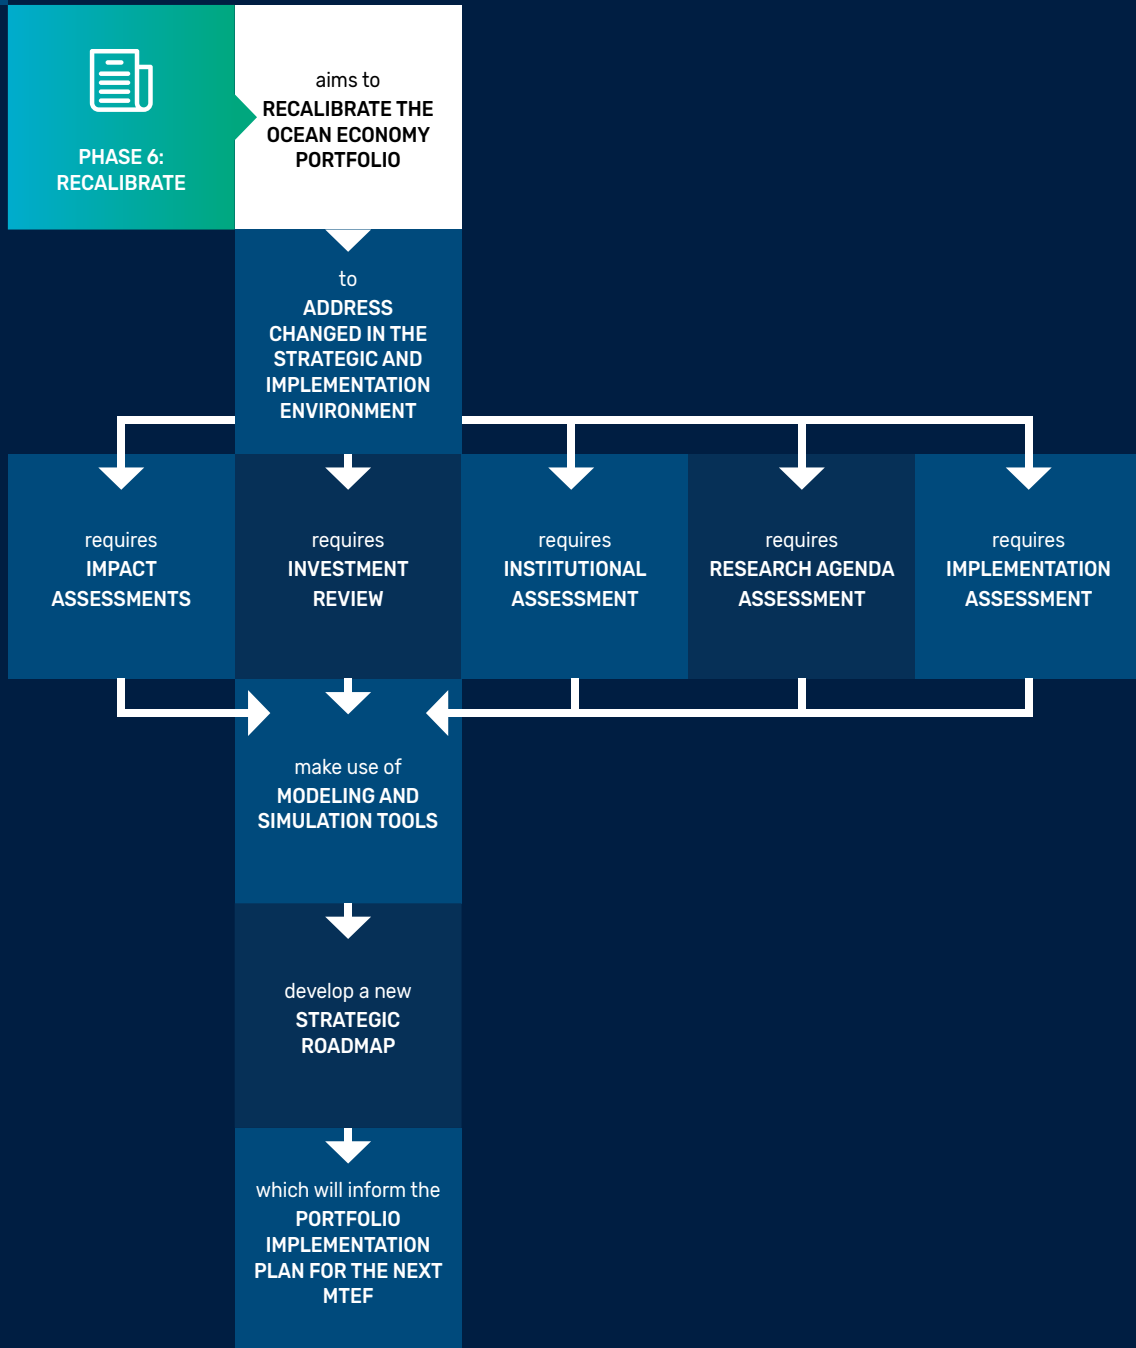 PHASE 6:
RECALIBRATE
aims to
RECALIBRATE THE
OCEAN ECONOMY
PORTFOLIO
to
ADDRESS
CHANGED IN THE
STRATEGIC AND
IMPLEMENTATION
ENVIRONMENT
requires
IMPACT
ASSESSMENTS
requires
INVESTMENT
REVIEW
requires
INSTITUTIONAL
ASSESSMENT
requires
RESEARCH AGENDA
ASSESSMENT
requires
IMPLEMENTATION
ASSESSMENT
make use of
MODELING AND
SIMULATION TOOLS
develop a new
STRATEGIC
ROADMAP
which will inform the
PORTFOLIO
IMPLEMENTATION
PLAN FOR THE NEXT
MTEF